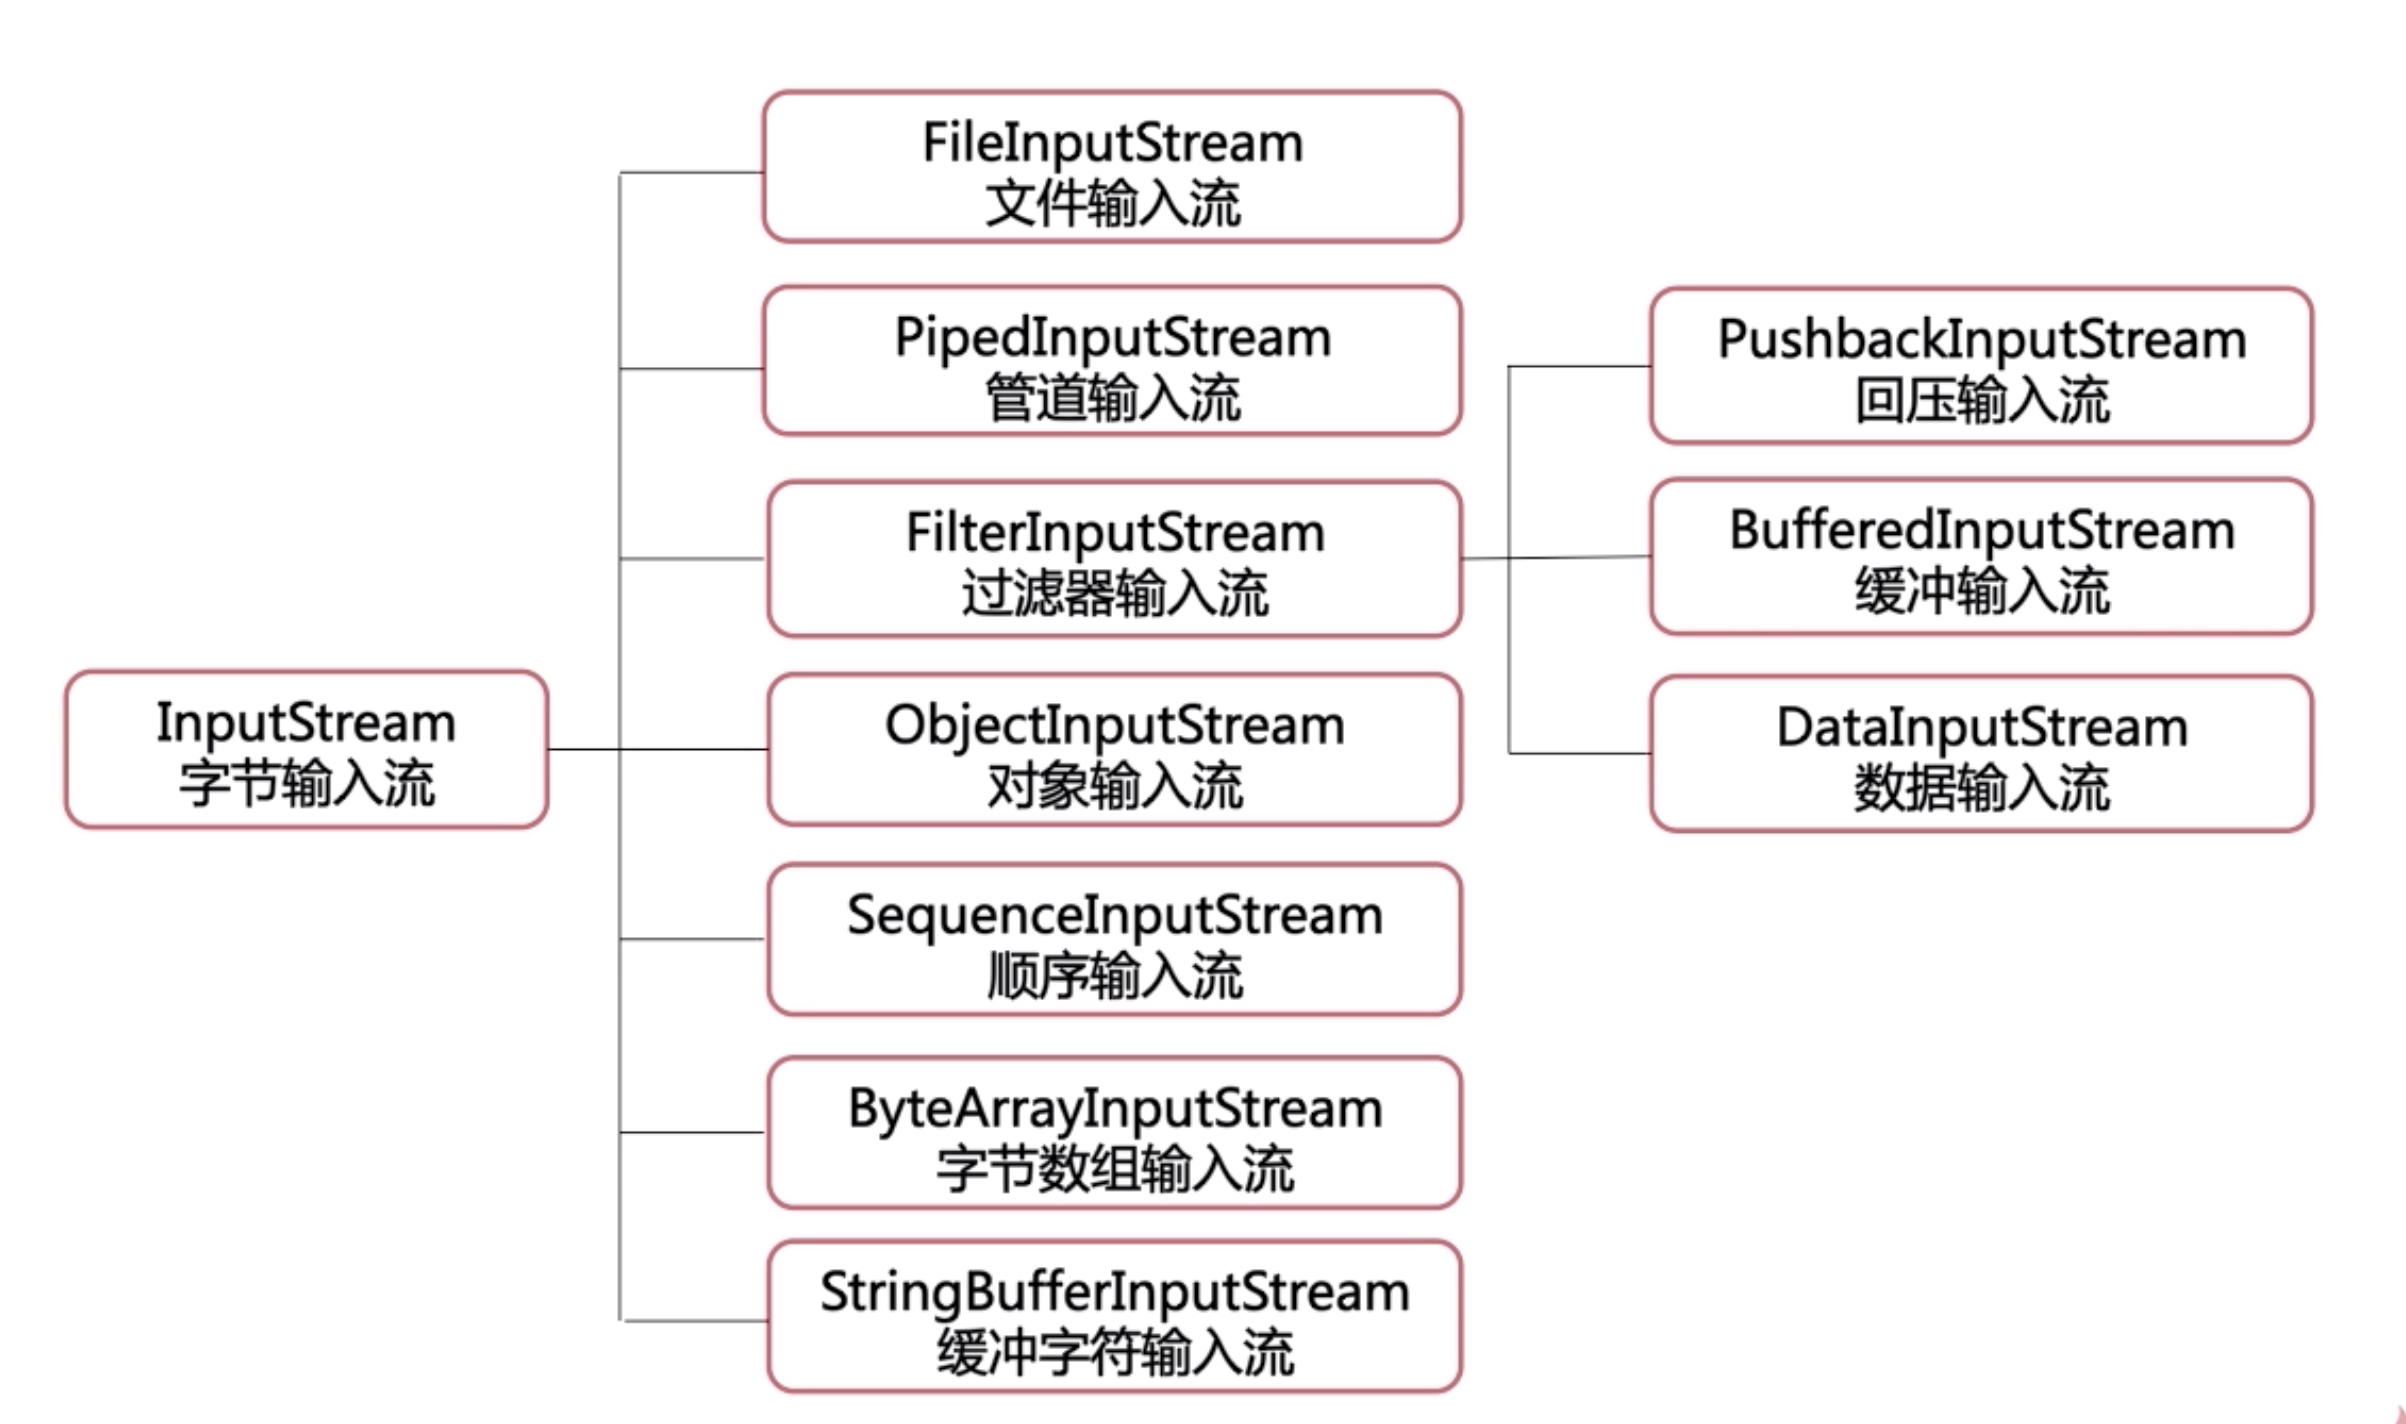 InputStream
字节输入流
FileInputStream
文件输入流
PipedInputStream
管道输入流
FilterInputStream
过滤器输入流
ObjectInputStream
对象输入流
SequenceInputStream
顺序输入流
ByteArrayInputStream
字节数组输入流
StringBufferInputStream
缓冲字符输入流
PushbackInputStream
回压输入流
BufferedInputStream
缓冲输入流
DataInputStream
数据输入流